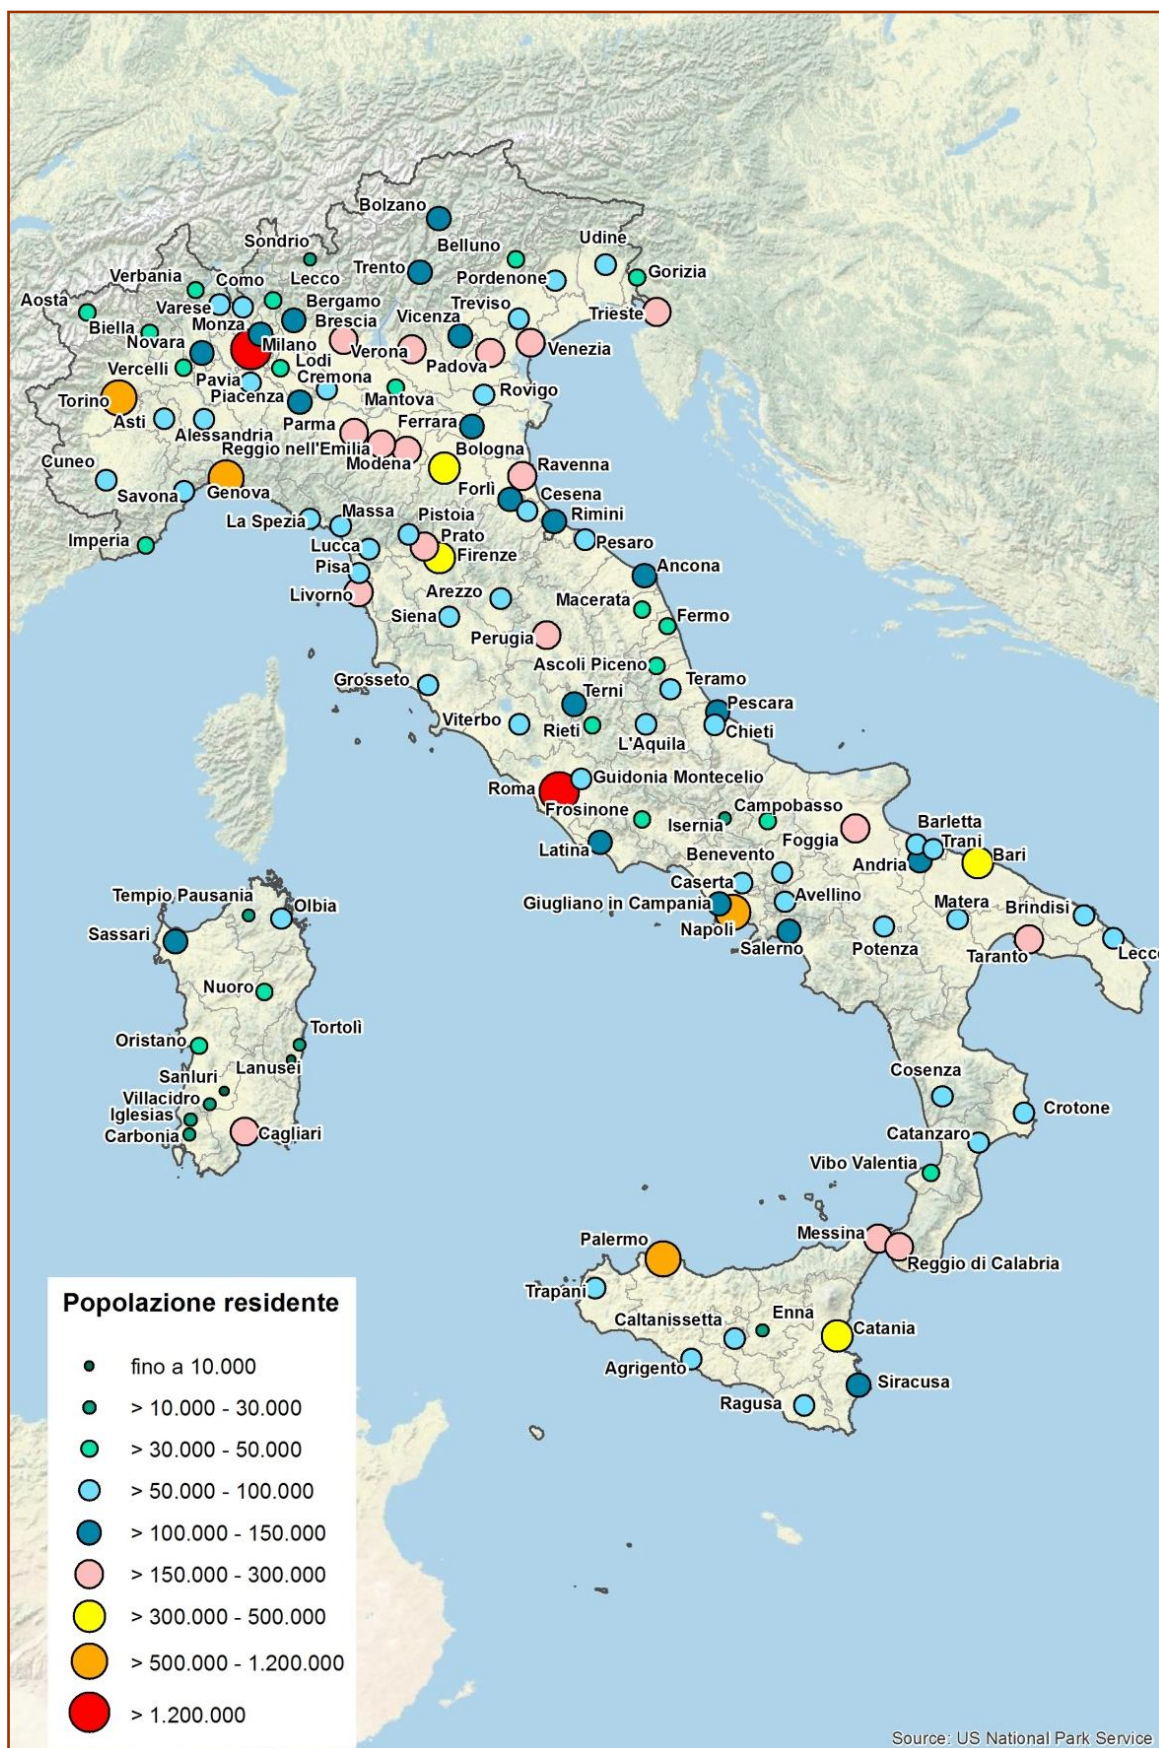 Bolzano
Sondrio
Belluno
Udine
Verbania
Como
Lecco
Trento
Pordenone
Gorizia
Aosta
Varese
Bergamo
Treviso
Biella
Monza
Brescia
Vicenza
Trieste
Novara
Milano
Verona
Venezia
Vercelli
Lodi
Padova
Pavia
Cremona
Torino
Piacenza
Mantova
Rovigo
Asti
Alessandria
Parma
Ferrara
Reggio nell'Emilia
Bologna
Cuneo
Modena
Ravenna
Savona
Genova
Forlì
Cesena
La Spezia
Massa
Pistoia
Rimini
Imperia
Lucca
Prato
Firenze
Pesaro
Pisa
Ancona
Livorno
Arezzo
Macerata
Siena
Fermo
Perugia
Ascoli Piceno
Grosseto
Teramo
Terni
Pescara
Viterbo
Rieti
L'Aquila
Chieti
Roma
Guidonia Montecelio
Frosinone
Campobasso
Isernia
Foggia
Barletta
Latina
Trani
Benevento
Andria
Bari
Caserta
Tempio Pausania
Olbia
Giugliano in Campania
Avellino
Matera
Brindisi
Sassari
Napoli
Salerno
Potenza
Taranto
Lecce
Nuoro
Tortolì
Oristano
Lanusei
Sanluri
Villacidro
Iglesias
Carbonia
Cagliari
Cosenza
Crotone
Catanzaro
Vibo Valentia
Messina
Palermo
Reggio di Calabria
Trapani
Caltanissetta
Enna
Catania
Agrigento
Siracusa
Ragusa
Popolazione residente
fino a 10.000
> 10.000 - 30.000
> 30.000 - 50.000
> 50.000 - 100.000
> 100.000 - 150.000
> 150.000 - 300.000
> 300.000 - 500.000
> 500.000 - 1.200.000
> 1.200.000
Source: US National Park Service